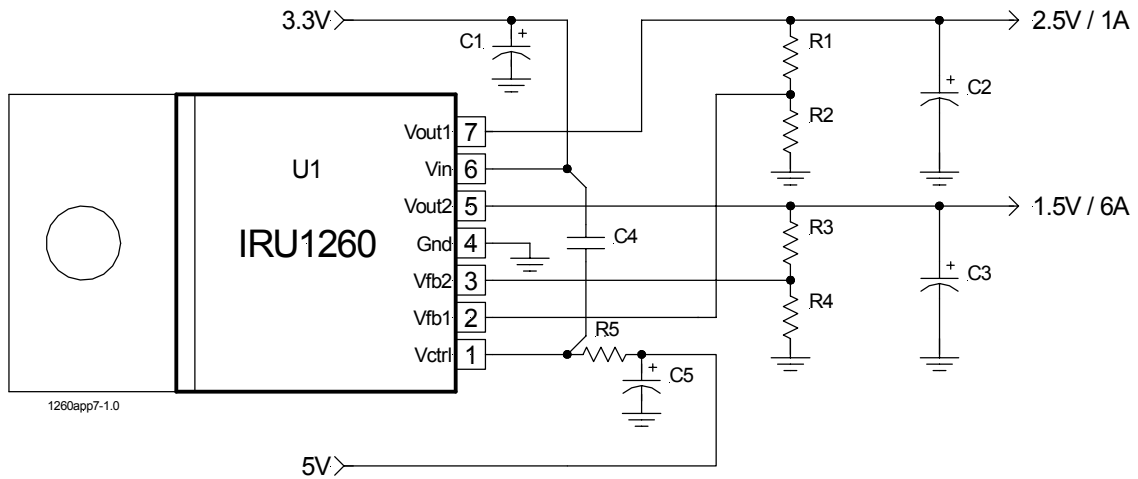 3.3V
C1
+
R1
2.5V / 1A
+
C2
R2
Vout1 7
U1
Vin 6
Vout2 5
1.5V / 6A
IRU1260
Gnd 4
C4
R3
+
C3
Vfb2 3
R4
Vfb1 2
R5
Vctrl 1
+
C5
1260app7-1.0
5V